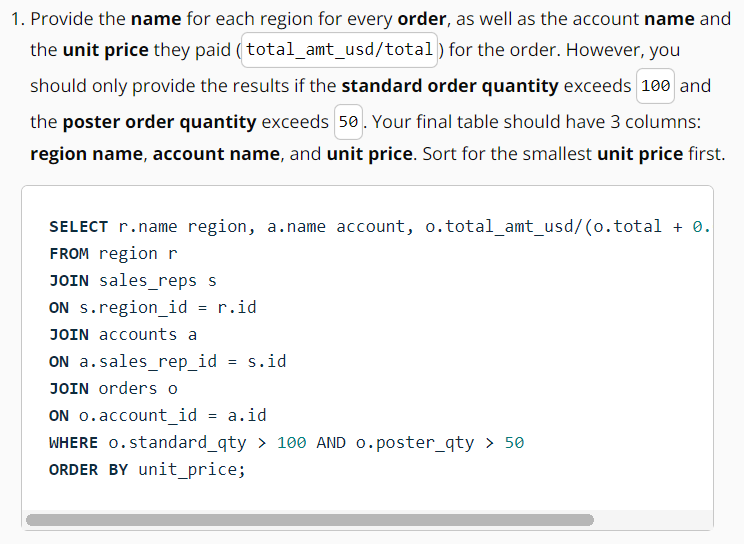 1. Provide the name for each region for every order, as well as the account name and
the unit price they paid (total_amt_usd/total) for the order. However, you
should only provide the results if the standard order quantity exceeds 100 and
the poster order quantity exceeds 50. Your final table should have 3 columns:
region name, account name, and unit price. Sort for the smallest unit price first.
SELECT r.name region, a.name account, o.total_amt_usd/(o.total + 0.
FROM region r
JOIN sales_reps s
ON s.region_id = r.id
JOIN accounts a
ON a.sales_rep_id = s.id
JOIN orders o
ON o.account_id = a.id
WHERE o.standard_qty > 100 AND o.poster_qty > 50
ORDER BY unit_price;